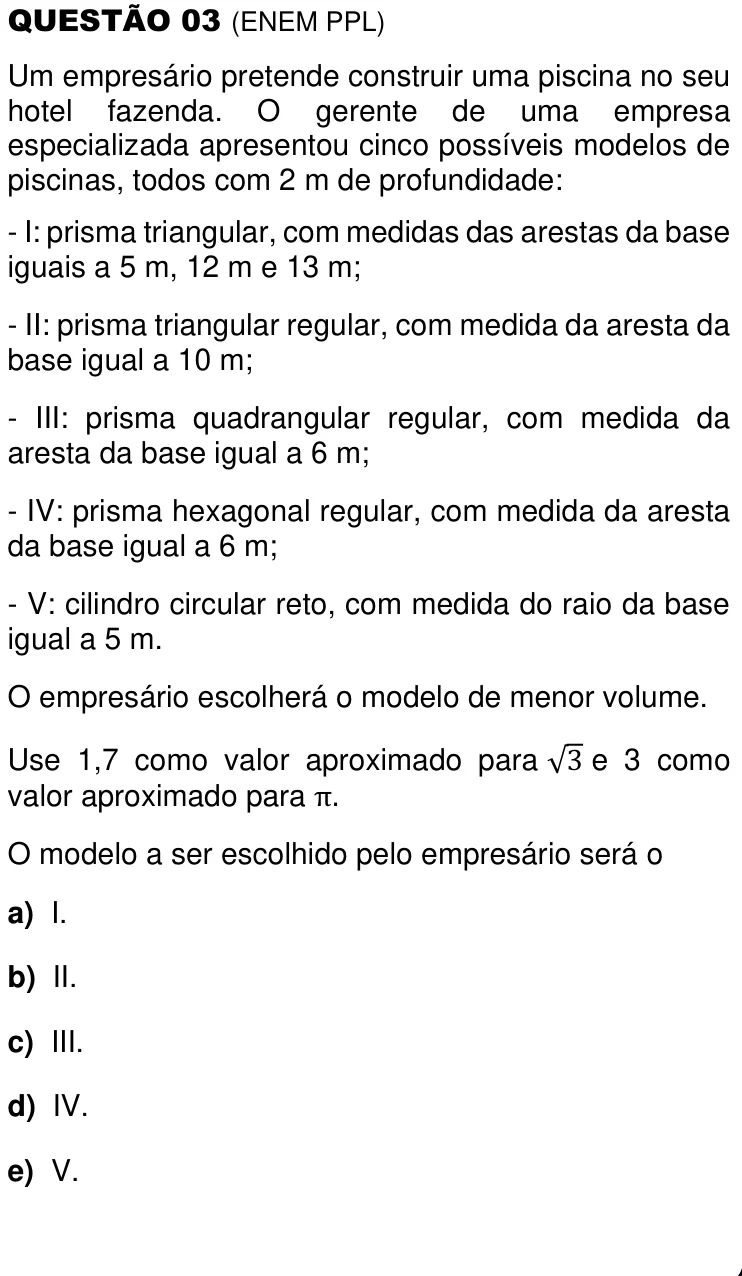 QUESTÃO 03 (ENEM PPL)
Um empresário pretende construir uma piscina no seu
hotel fazenda. O gerente de uma empresa
especializada apresentou cinco possíveis modelos de
piscinas, todos com 2 m de profundidade:
- I: prisma triangular, com medidas das arestas da base
iguais a 5 m, 12 m e 13 m;
- II: prisma triangular regular, com medida da aresta da
base igual a 10 m;
- III: prisma quadrangular regular, com medida da
aresta da base igual a 6 m;
- IV: prisma hexagonal regular, com medida da aresta
da base igual a 6 m;
- V: cilindro circular reto, com medida do raio da base
igual a 5 m.
O empresário escolherá o modelo de menor volume.
Use 1,7 como valor aproximado para √3 e 3 como
valor aproximado para π.
O modelo a ser escolhido pelo empresário será o
a) I.
b) II.
c) III.
d) IV.
e) V.